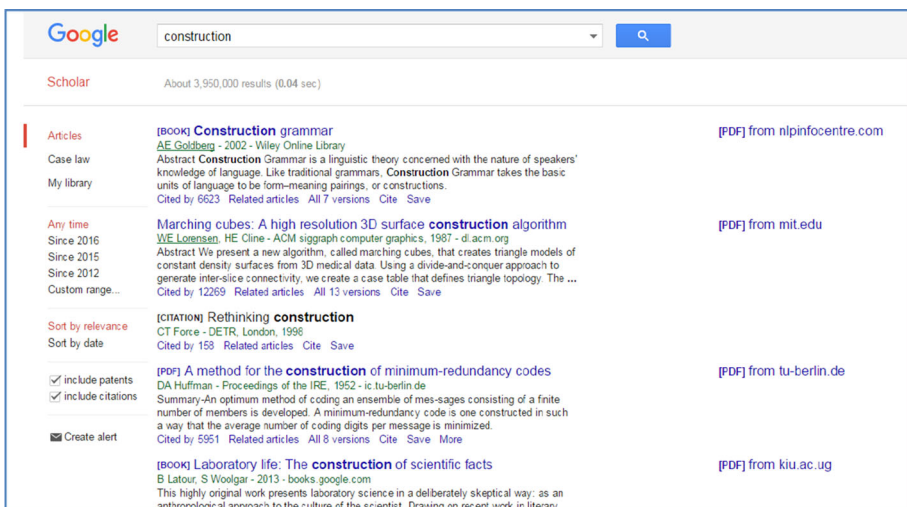 Google
construction
Scholar
About 3,950,000 results (0.04 sec)
Articles
Case law
My library
Any time
Since 2016
Since 2015
Since 2012
Custom range...
Sort by relevance
Sort by date
include patents
include citations
Create alert
[BOOK] Construction grammar
AE Goldberg - 2002 - Wiley Online Library
Abstract Construction Grammar is a linguistic theory concerned with the nature of speakers'
knowledge of language. Like traditional grammars, Construction Grammar takes the basic
units of language to be form–meaning pairings, or constructions.
Cited by 6623 Related articles All 7 versions Cite Save
[PDF] from nlpinfocentre.com
Marching cubes: A high resolution 3D surface construction algorithm
WE Lorensen, HE Cline - ACM siggraph computer graphics, 1987 - dl.acm.org
Abstract We present a new algorithm, called marching cubes, that creates triangle models of
constant density surfaces from 3D medical data. Using a divide-and-conquer approach to
generate inter-slice connectivity, we create a case table that defines triangle topology. The ...
Cited by 12269 Related articles All 13 versions Cite Save
[PDF] from mit.edu
[CITATION] Rethinking construction
CT Force - DETR, London, 1998
Cited by 158 Related articles Cite Save
[PDF] A method for the construction of minimum-redundancy codes
DA Huffman - Proceedings of the IRE, 1952 - ic.tu-berlin.de
Summary-An optimum method of coding an ensemble of mes-sages consisting of a finite
number of members is developed. A minimum-redundancy code is one constructed in such
a way that the average number of coding digits per message is minimized.
Cited by 5951 Related articles All 8 versions Cite Save More
[PDF] from tu-berlin.de
[BOOK] Laboratory life: The construction of scientific facts
B Latour, S Woolgar - 2013 - books.google.com
This highly original work presents laboratory science in a deliberately skeptical way: as an
anthropological approach to the culture of the scientist. Drawing on recent work in literary
[PDF] from kiu.ac.ug